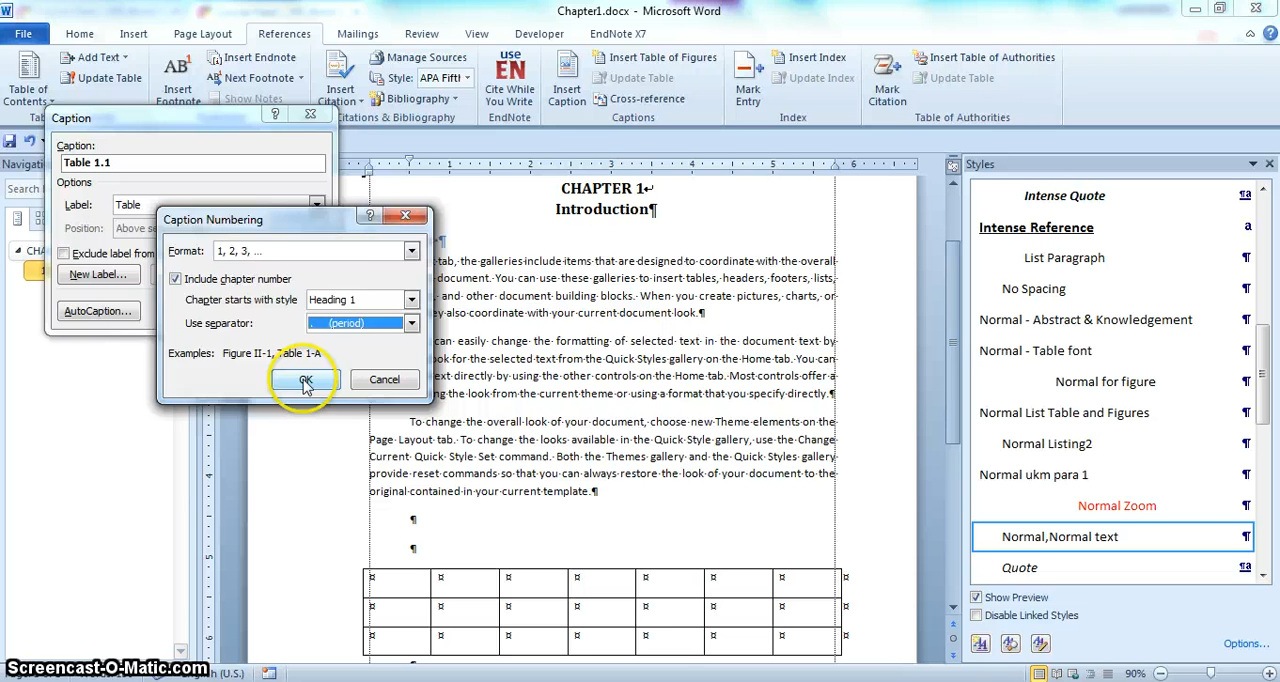 Chapter1.docx - Microsoft Word
File Home Insert Page Layout References Mailings Review View Developer EndNote X7
Table of Contents
Add Text
Update Table
AB¹
Insert Footnote
Insert Endnote
Next Footnote
Show Notes
Insert Citation
Manage Sources
Style: APA Fift
Bibliography
Citations & Bibliography
use
EN
Cite While You Write
EndNote
Insert Caption
Insert Table of Figures
Update Table
Cross-reference
Captions
Mark Entry
Insert Index
Update Index
Index
Mark Citation
Insert Table of Authorities
Update Table
Table of Authorities
Caption
Caption:
Table 1.1
Options
Label: Table
Position: Above se
Exclude label from
New Label...
AutoCaption...
Caption Numbering
Format: 1, 2, 3, ...
Include chapter number
Chapter starts with style Heading 1
Use separator: . (period)
Examples: Figure II-1, Table 1-A
OK Cancel
1 2 3 4 5 6
CHAPTER 1↵
Introduction¶
¶
tab, the galleries include items that are designed to coordinate with the overall
document. You can use these galleries to insert tables, headers, footers, lists,
and other document building blocks. When you create pictures, charts, or
ey also coordinate with your current document look.¶
can easily change the formatting of selected text in the document text by
ook for the selected text from the Quick Styles gallery on the Home tab. You can
text directly by using the other controls on the Home tab. Most controls offer a
ing the look from the current theme or using a format that you specify directly.¶
To change the overall look of your document, choose new Theme elements on the
Page Layout tab. To change the looks available in the Quick Style gallery, use the Change
Current Quick Style Set command. Both the Themes gallery and the Quick Styles gallery
provide reset commands so that you can always restore the look of your document to the
original contained in your current template.¶
¶
¶
¤ ¤ ¤ ¤ ¤ ¤ ¤ ¤
¤ ¤ ¤ ¤ ¤ ¤ ¤ ¤
¤ ¤ ¤ ¤ ¤ ¤ ¤ ¤
Styles
Intense Quote ¶a
Intense Reference a
List Paragraph ¶
No Spacing ¶
Normal - Abstract & Knowledgement ¶
Normal - Table font ¶
Normal for figure ¶
Normal List Table and Figures ¶
Normal Listing2 ¶
Normal ukm para 1 ¶
Normal Zoom ¶
Normal,Normal text ¶
Quote ¶a
Show Preview
Disable Linked Styles
Options...
Screencast-O-Matic.com
English (U.S.)
90%